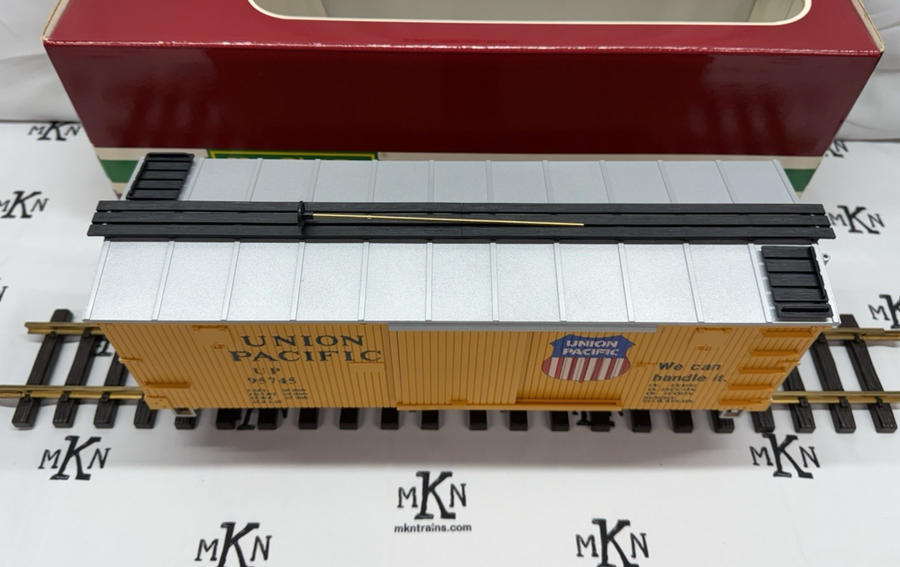 MKN
MKN
MKN
MKN
UNION
PACIFIC
UP
95745
UNION
PACIFIC
We can
handle it.
MKN
MKN
MKN
mkntrains.com
MKN
MKN